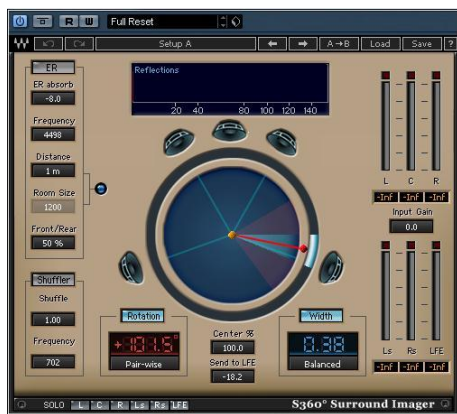 R W Full Reset
Setup A A→B Load Save ?
ER
ER absorb
-8.0
Frequency
4498
Distance
1 m
Room Size
1200
Front/Rear
50 %
Shuffler
Shuffle
1.00
Frequency
702
Reflections
20 40 60 80 100 120 140
Rotation
+101.5°
Pair-wise
Center %
100.0
Send to LFE
-18.2
Width
0.38
Balanced
L C R
-Inf -Inf -Inf
Input Gain
0.0
Ls Rs LFE
-Inf -Inf -Inf
SOLO L C R Ls Rs LFE
S360° Surround Imager